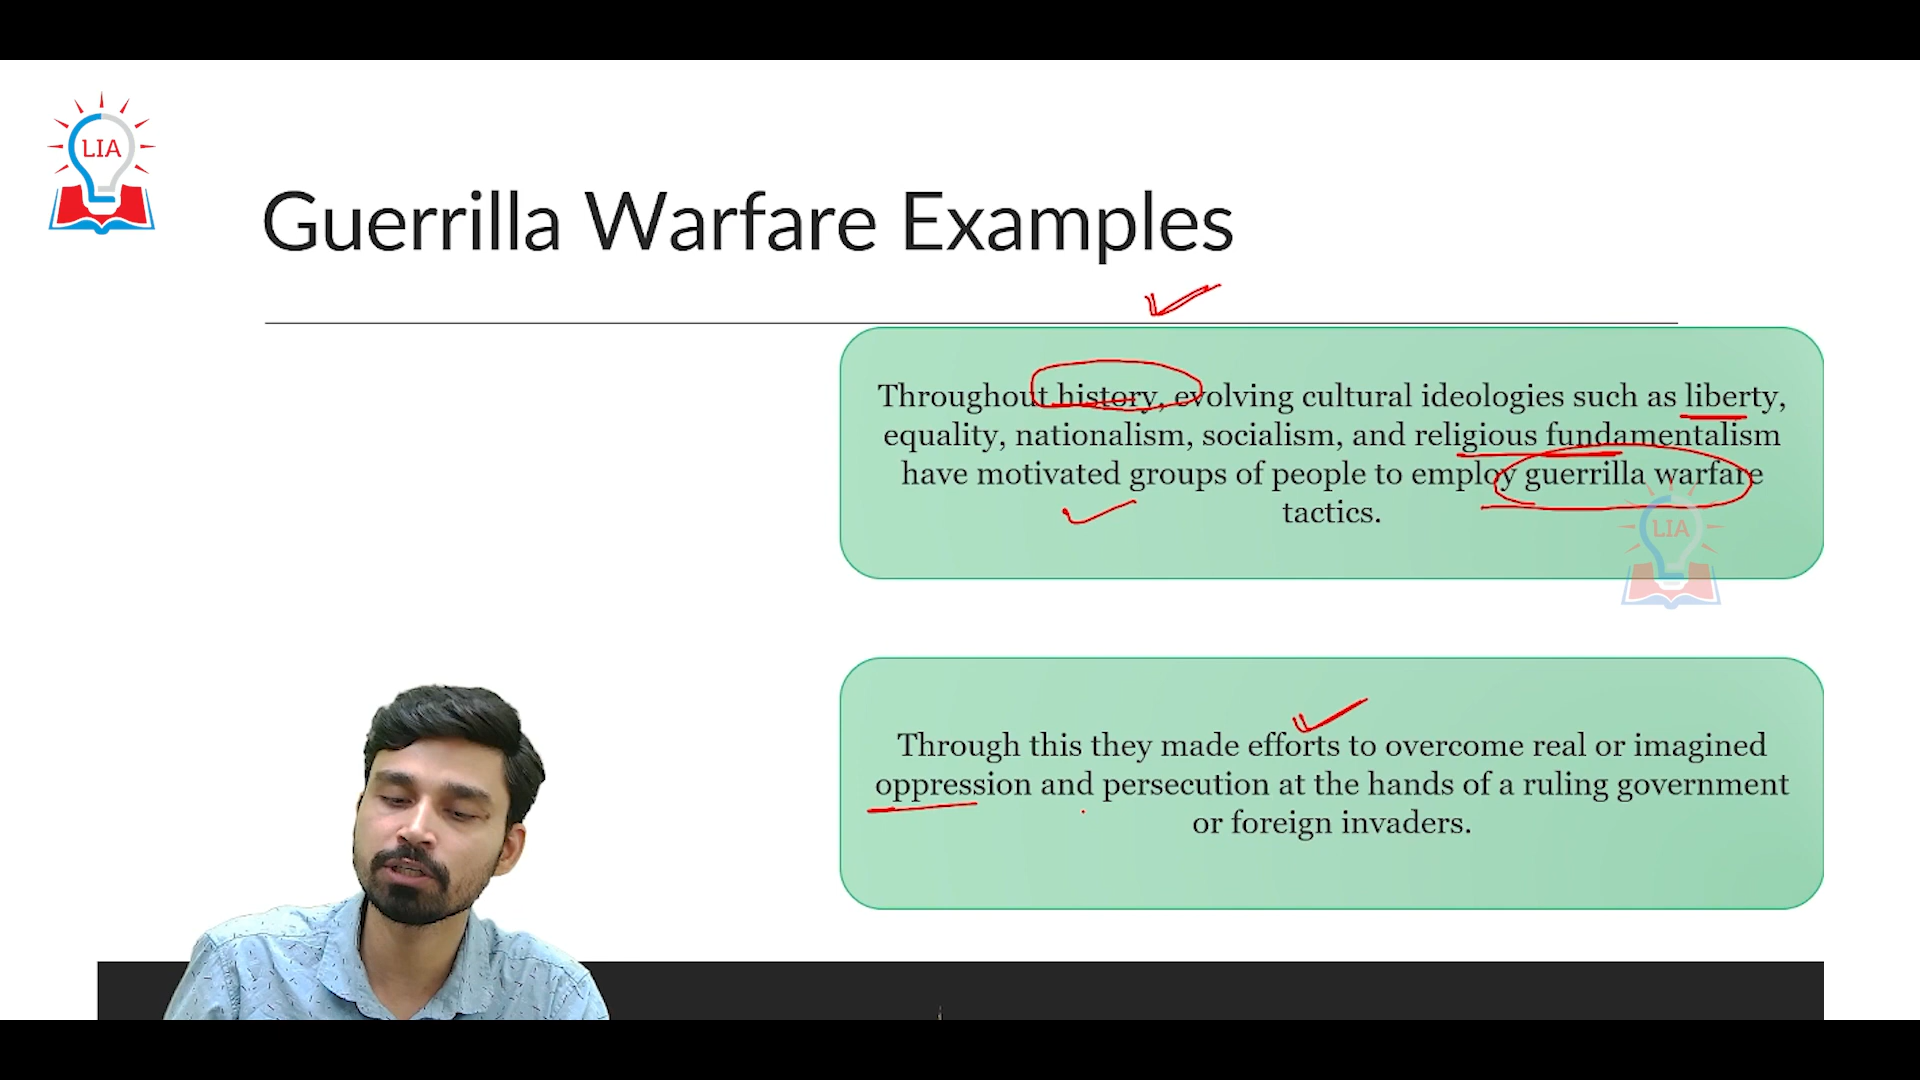 LIA
Guerrilla Warfare Examples
Throughout history, evolving cultural ideologies such as liberty,
equality, nationalism, socialism, and religious fundamentalism
have motivated groups of people to employ guerrilla warfare
tactics.
LIA
Through this they made efforts to overcome real or imagined
oppression and persecution at the hands of a ruling government
or foreign invaders.